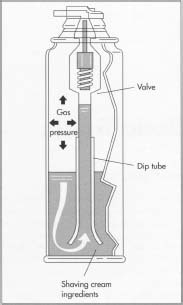 Valve
Gas
pressure
Dip tube
Shaving cream
ingredients